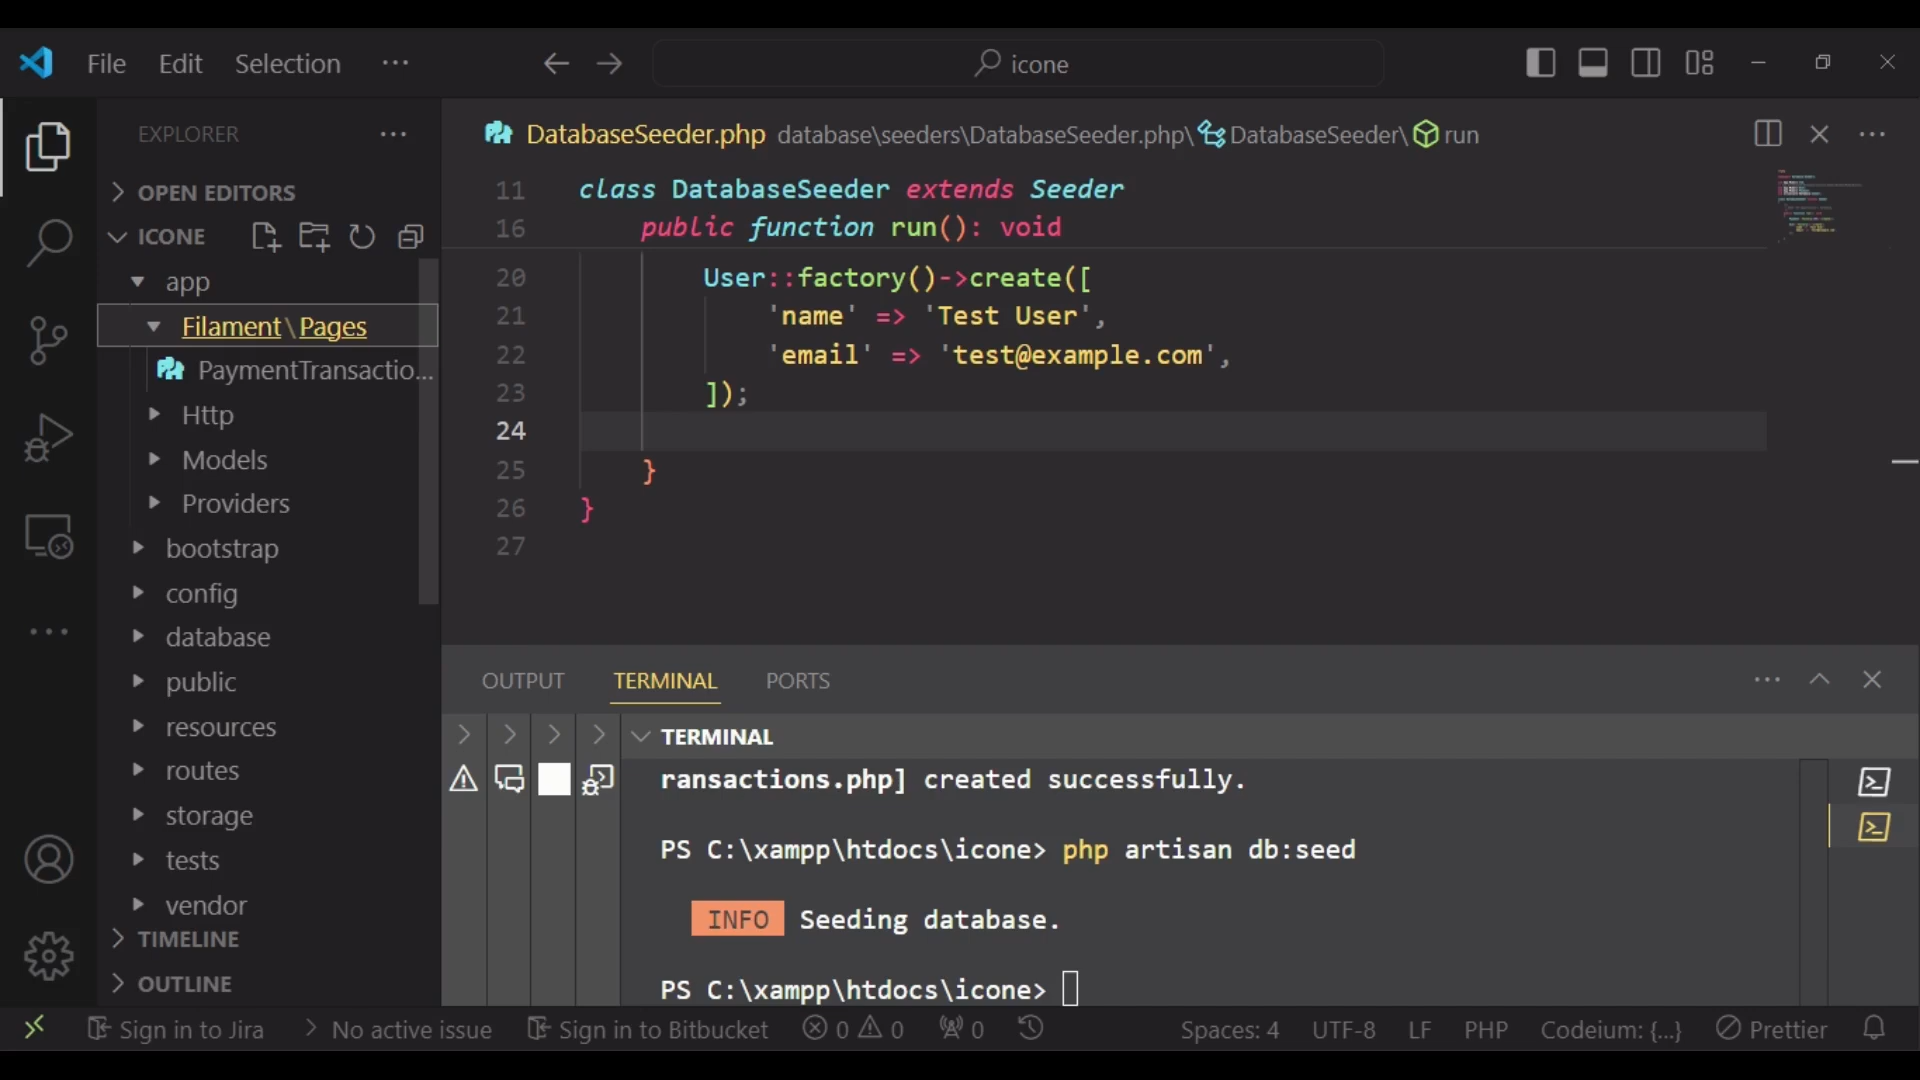 File Edit Selection ···
icone
EXPLORER
OPEN EDITORS
ICONE
app
Filament\Pages
PaymentTransactio...
Http
Models
Providers
bootstrap
config
database
public
resources
routes
storage
tests
vendor
TIMELINE
OUTLINE
DatabaseSeeder.php database\seeders\DatabaseSeeder.php\DatabaseSeeder\run
11 class DatabaseSeeder extends Seeder
16 public function run(): void
20 User::factory()->create([
21 'name' => 'Test User',
22 'email' => 'test@example.com',
23 ]);
24
25 }
26 }
27
OUTPUT TERMINAL PORTS
TERMINAL
ransactions.php] created successfully.
PS C:\xampp\htdocs\icone> php artisan db:seed
INFO Seeding database.
PS C:\xampp\htdocs\icone>
Sign in to Jira No active issue Sign in to Bitbucket 0 0 0 Spaces: 4 UTF-8 LF PHP Codeium: {...} Prettier